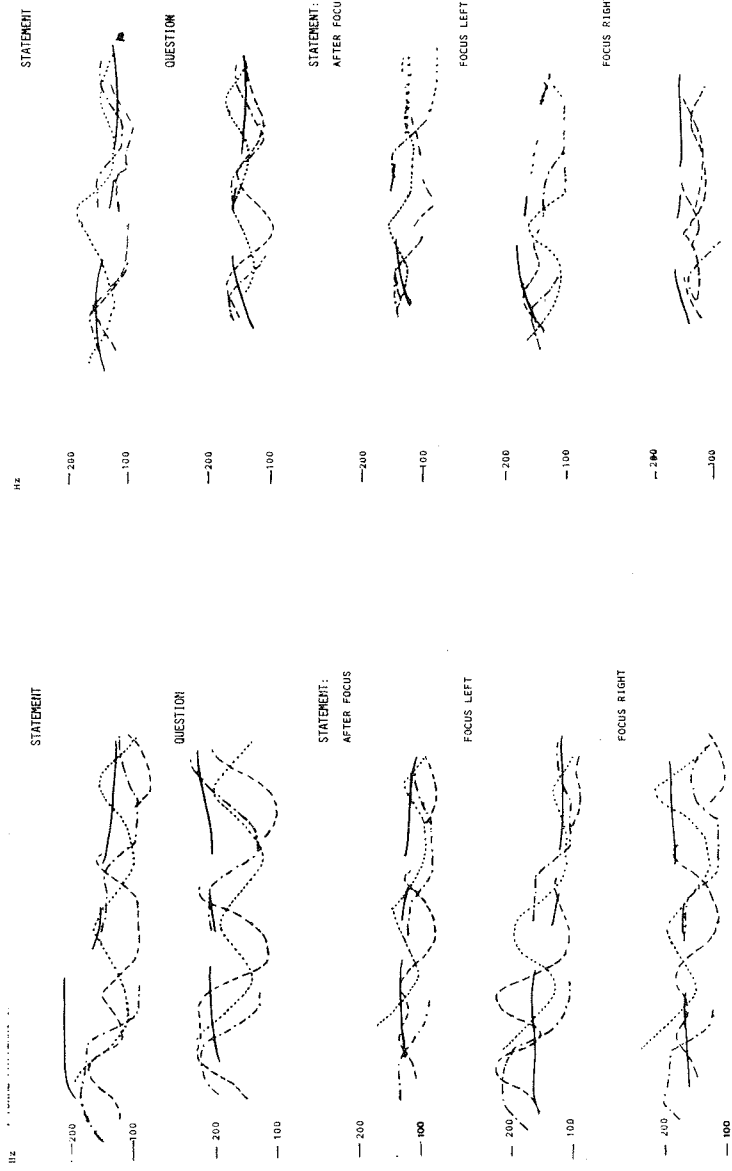 Hz
STATEMENT
— 200
— 100
QUESTION
— 200
— 100
STATEMENT:
AFTER FOCUS
— 200
— 100
FOCUS LEFT
— 200
— 100
FOCUS RIGHT
— 200
— 100
Hz
STATEMENT
— 200
— 100
QUESTION
— 200
— 100
STATEMENT:
AFTER FOCU
— 200
— 100
FOCUS LEFT
— 200
— 100
FOCUS RIGH
— 200
— 100